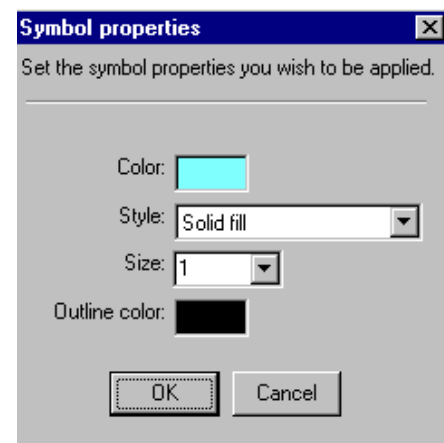 Symbol properties
Set the symbol properties you wish to be applied.
Color:
Style: Solid fill
Size: 1
Outline color:
OK Cancel